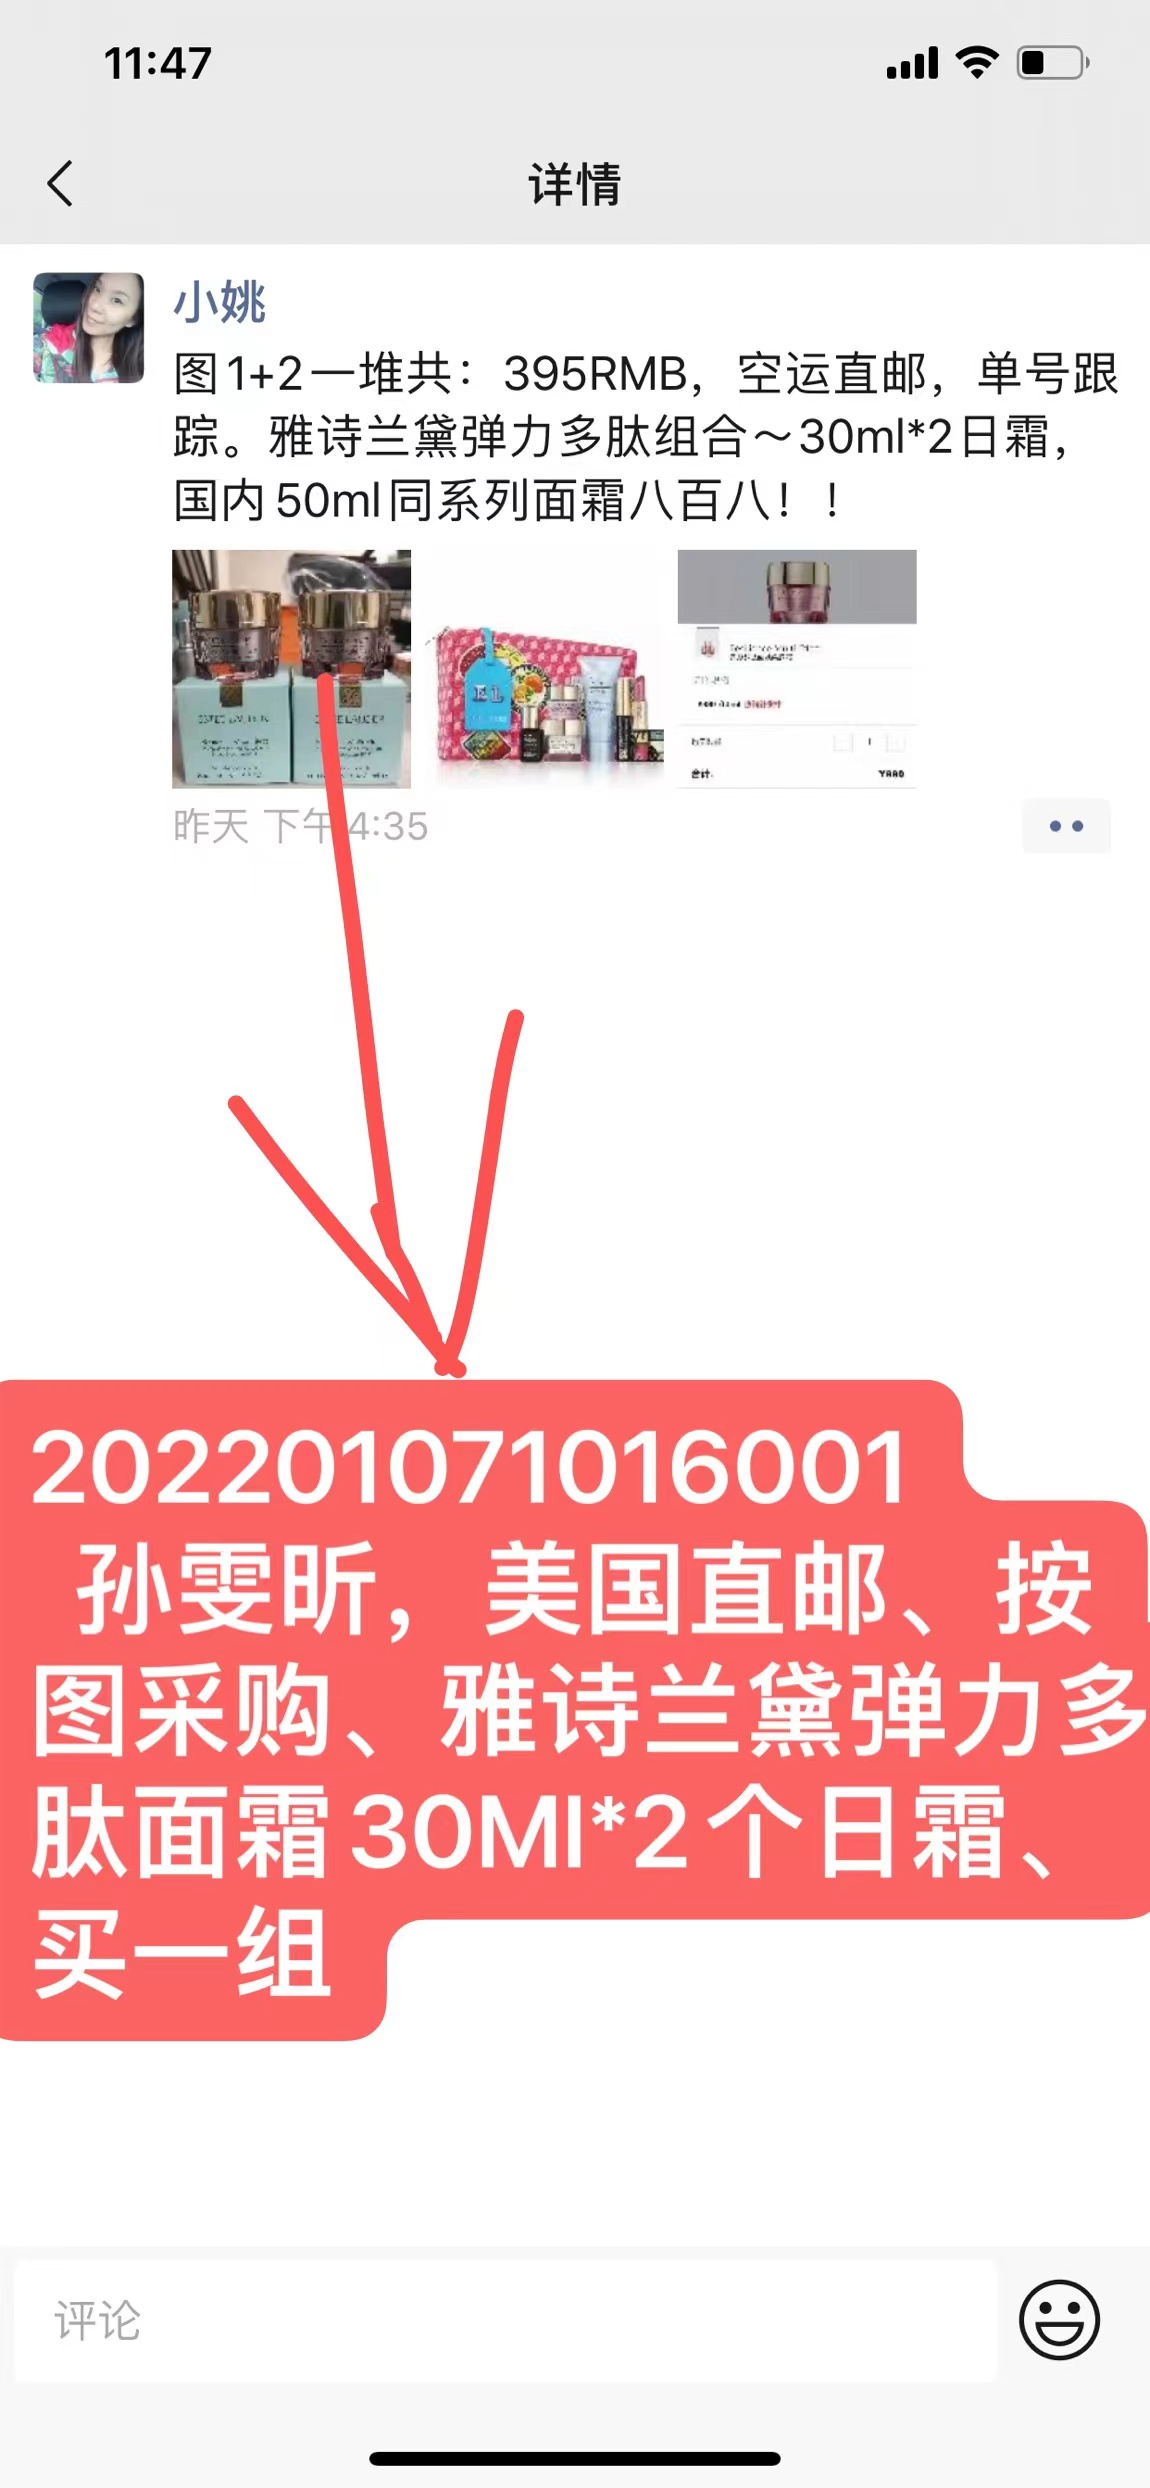 11:47
详情
小姚
图1+2一堆共：395RMB，空运直邮，单号跟
踪。雅诗兰黛弹力多肽组合～30ml*2日霜，
国内50ml同系列面霜八百八！！
EL
合计:
昨天 下午4:35
202201071016001
孙雯昕，美国直邮、按
图采购、雅诗兰黛弹力多
肽面霜30Ml*2个日霜、
买一组
评论